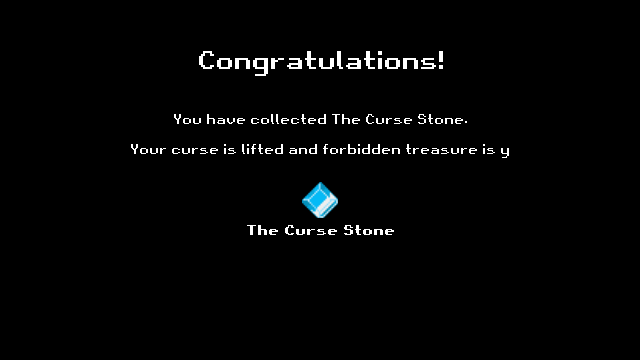 Congratulations!
You have collected The Curse Stone.
Your curse is lifted and forbidden treasure is y
The Curse Stone